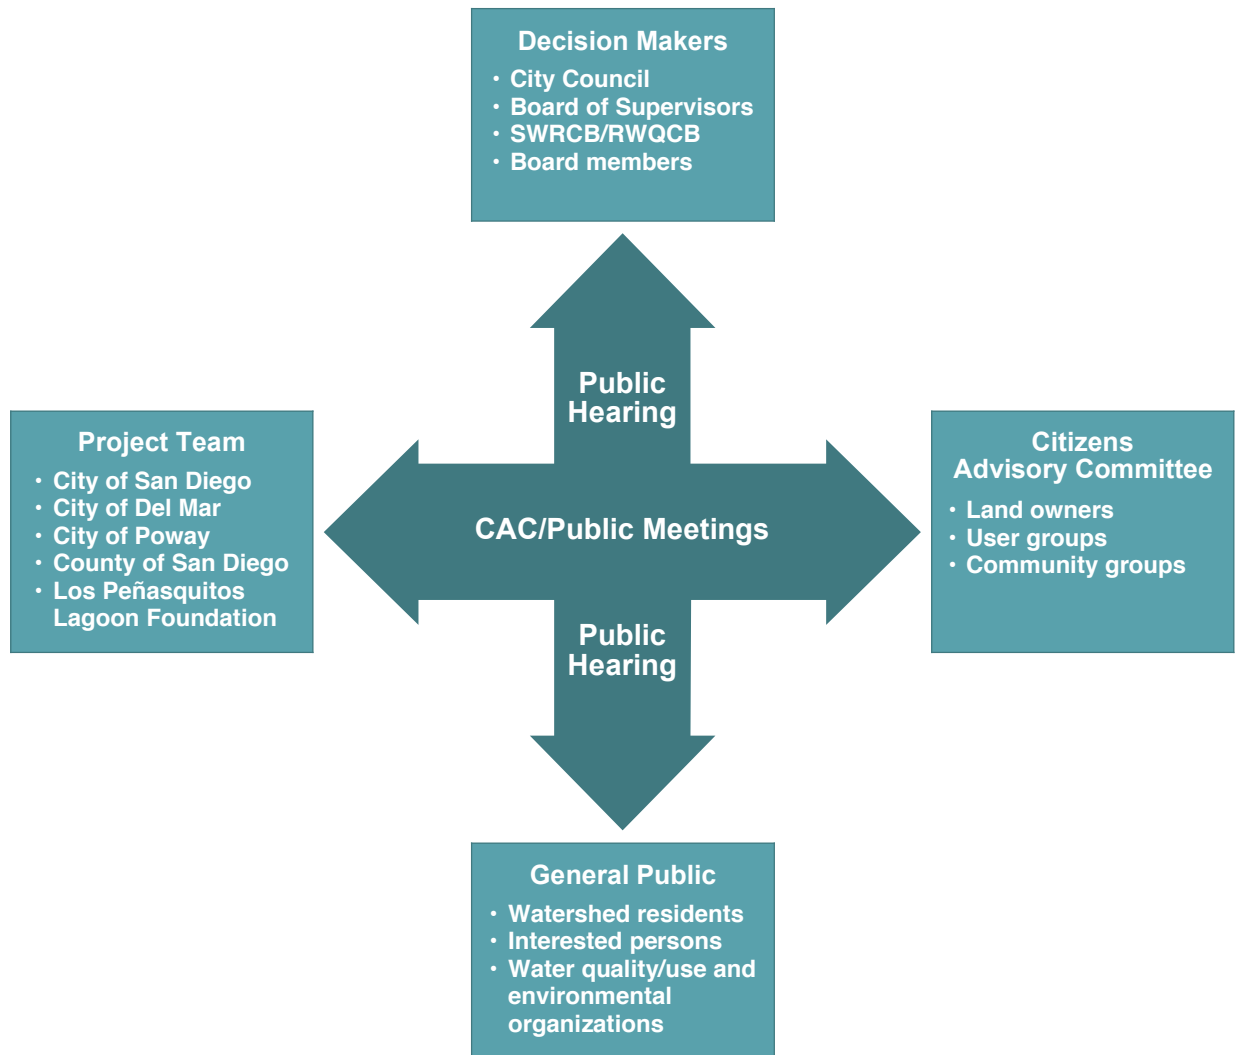 Decision Makers
• City Council
• Board of Supervisors
• SWRCB/RWQCB
• Board members
Public
Hearing
Project Team
• City of San Diego
• City of Del Mar
• City of Poway
• County of San Diego
• Los Peñasquitos
Lagoon Foundation
CAC/Public Meetings
Citizens
Advisory Committee
• Land owners
• User groups
• Community groups
Public
Hearing
General Public
• Watershed residents
• Interested persons
• Water quality/use and
environmental
organizations